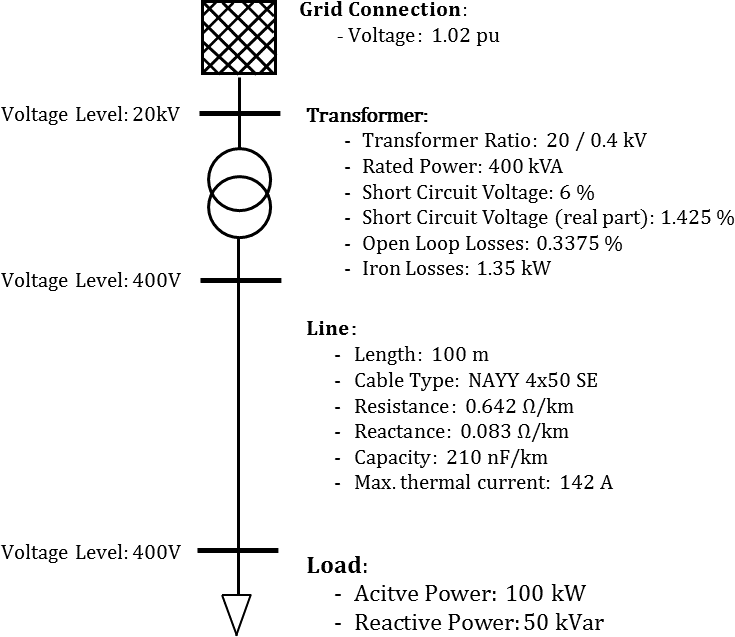 Grid Connection:
- Voltage: 1.02 pu
Voltage Level: 20kV
Transformer:
- Transformer Ratio: 20 / 0.4 kV
- Rated Power: 400 kVA
- Short Circuit Voltage: 6 %
- Short Circuit Voltage (real part): 1.425 %
- Open Loop Losses: 0.3375 %
- Iron Losses: 1.35 kW
Voltage Level: 400V
Line:
- Length: 100 m
- Cable Type: NAYY 4x50 SE
- Resistance: 0.642 Ω/km
- Reactance: 0.083 Ω/km
- Capacity: 210 nF/km
- Max. thermal current: 142 A
Voltage Level: 400V
Load:
- Acitve Power: 100 kW
- Reactive Power: 50 kVar